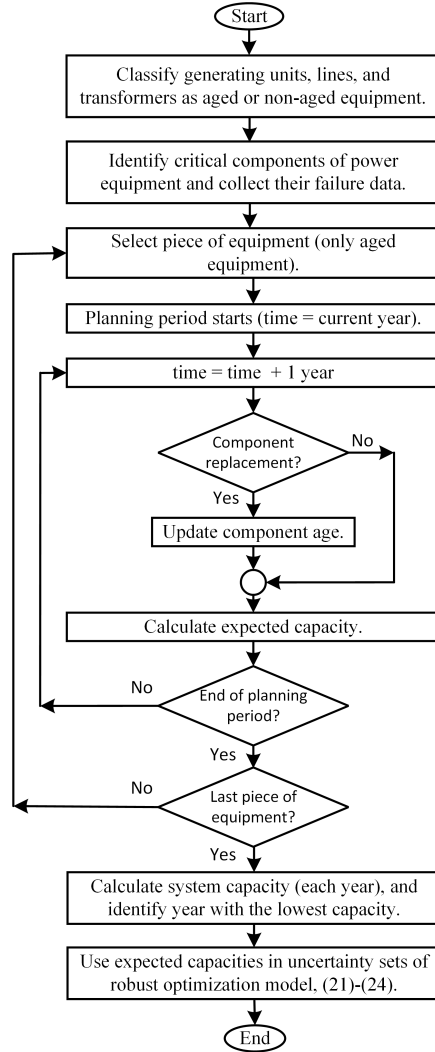 Start
Classify generating units, lines, and
transformers as aged or non-aged equipment.
Identify critical components of power
equipment and collect their failure data.
Select piece of equipment (only aged
equipment).
Planning period starts (time = current year).
time = time + 1 year
Component
replacement?
No
Yes
Update component age.
Calculate expected capacity.
No
End of planning
period?
Yes
No
Last piece of
equipment?
Yes
Calculate system capacity (each year), and
identify year with the lowest capacity.
Use expected capacities in uncertainty sets of
robust optimization model, (21)-(24).
End